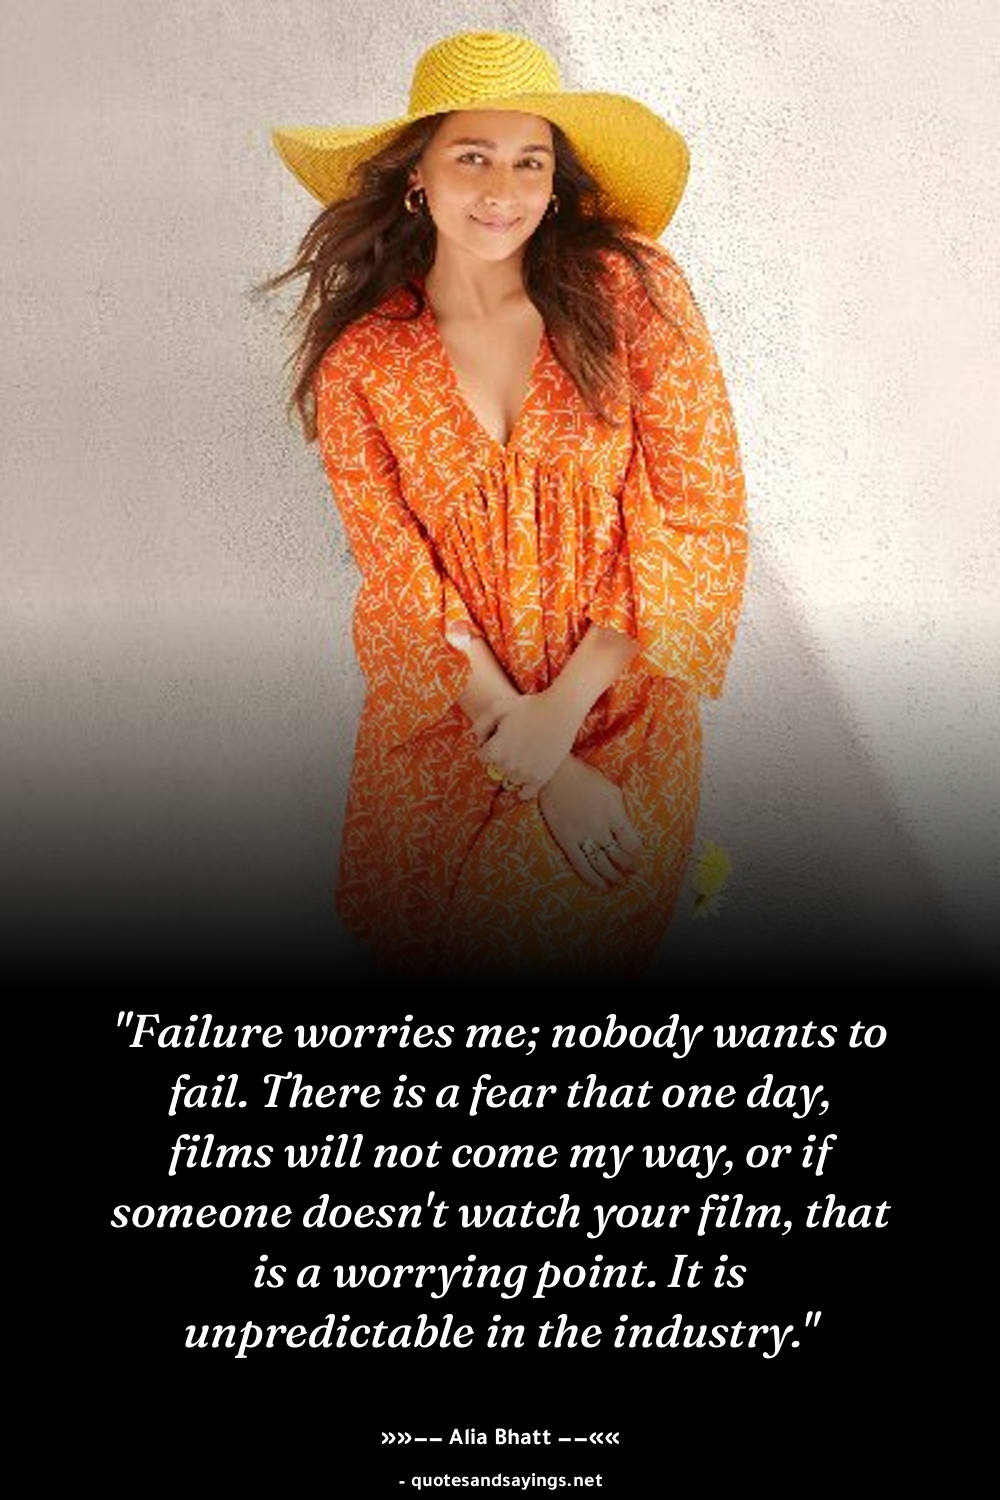 "Failure worries me; nobody wants to
fail. There is a fear that one day,
films will not come my way, or if
someone doesn't watch your film, that
is a worrying point. It is
unpredictable in the industry."
»»–– Alia Bhatt ––««
- quotesandsayings.net